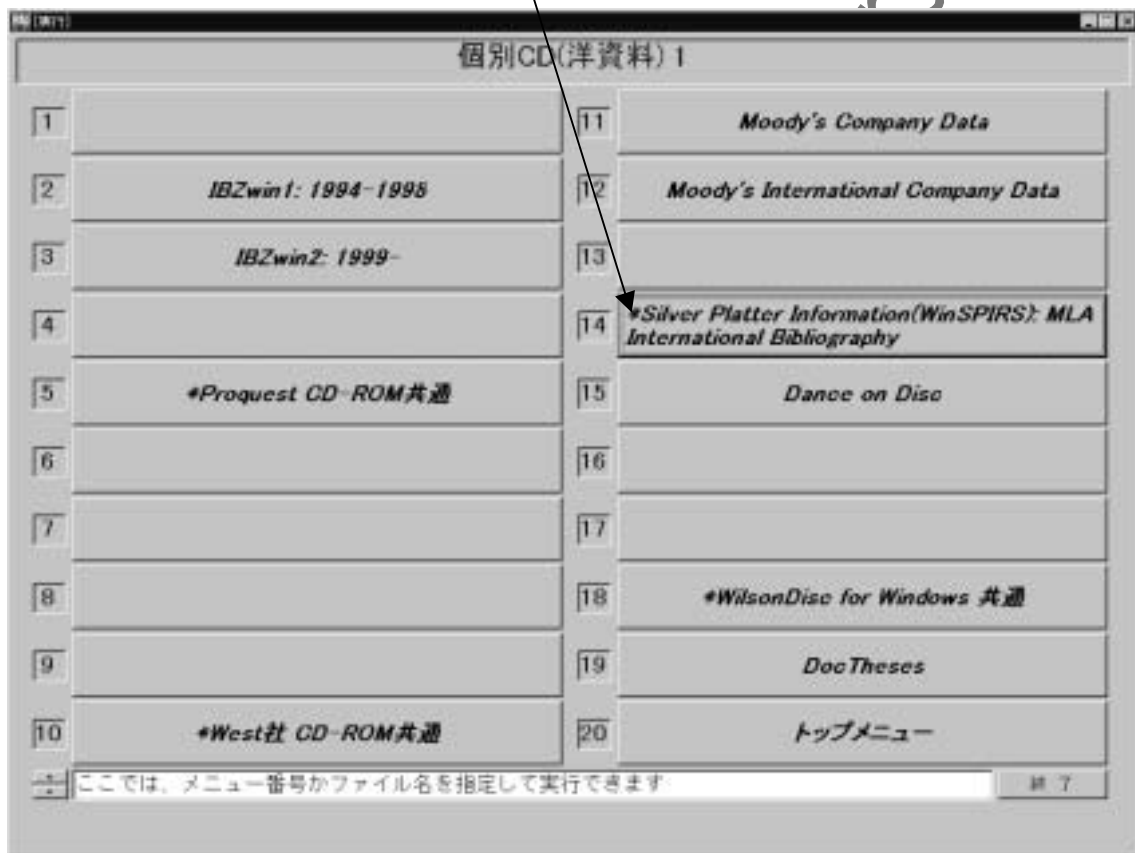 [実行]
個別CD(洋資料) 1
1
2 IBZwin1: 1994-1998
3 IBZwin2: 1999-
4
5 *Proquest CD-ROM共通
6
7
8
9
10 *West社 CD-ROM共通
11 Moody's Company Data
12 Moody's International Company Data
13
14 *Silver Platter Information(WinSPIRS): MLA
International Bibliography
15 Dance on Disc
16
17
18 *WilsonDisc for Windows 共通
19 DocTheses
20 トップメニュー
ここでは、メニュー番号かファイル名を指定して実行できます
終 了